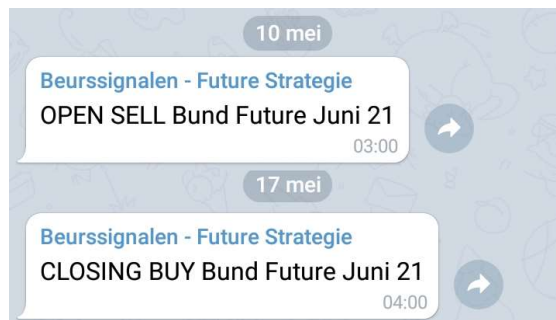 10 mei
Beurssignalen - Future Strategie
OPEN SELL Bund Future Juni 21
03:00
17 mei
Beurssignalen - Future Strategie
CLOSING BUY Bund Future Juni 21
04:00